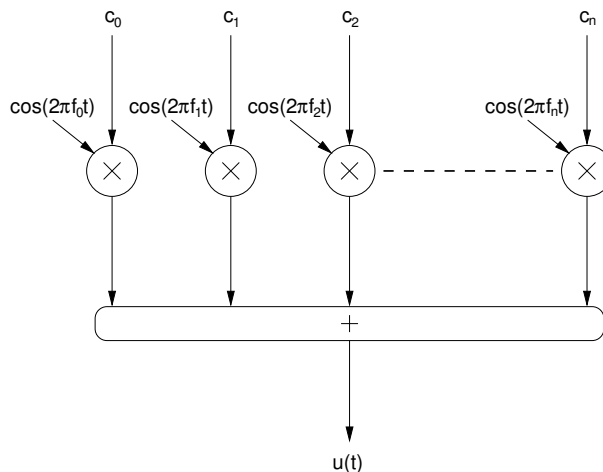 c₀ c₁ c₂ cₙ
cos(2πf₀t) cos(2πf₁t) cos(2πf₂t) cos(2πfₙt)
× × × ×
+
u(t)